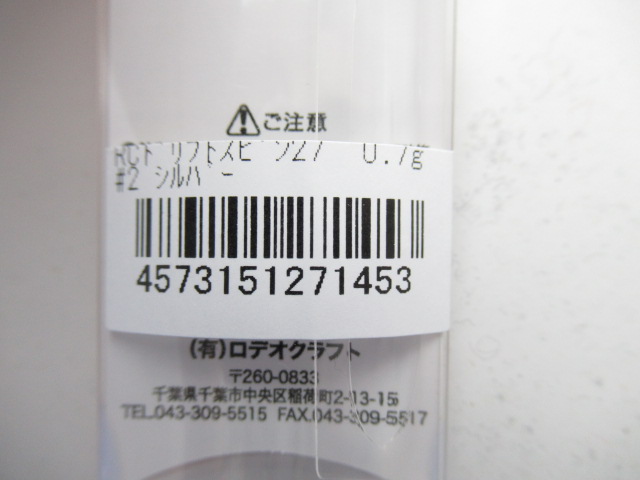 ⚠ご注意
RCドリフトスピン27 0.7g
#2 シルバー
4573151271453
(有)ロデオクラフト
〒260-0833
千葉県千葉市中央区稲荷町2-13-15
TEL.043-309-5515 FAX.043-309-5517